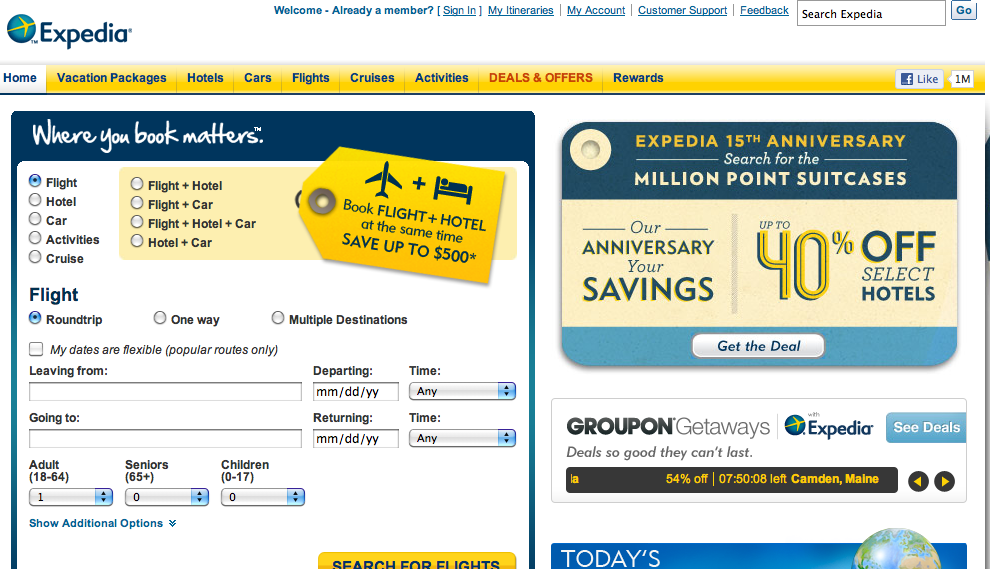 Welcome - Already a member? [ Sign In ] My Itineraries | My Account | Customer Support | Feedback
Search Expedia
Go
Expedia
Home Vacation Packages Hotels Cars Flights Cruises Activities DEALS & OFFERS Rewards
Like 1M
Where you book matters.™
Flight
Hotel
Car
Activities
Cruise
Flight + Hotel
Flight + Car
Flight + Hotel + Car
Hotel + Car
+
Book FLIGHT + HOTEL
at the same time
SAVE UP TO $500*
Flight
Roundtrip One way Multiple Destinations
My dates are flexible (popular routes only)
Leaving from: Departing: Time:
mm/dd/yy Any
Going to: Returning: Time:
mm/dd/yy Any
Adult Seniors Children
(18-64) (65+) (0-17)
1 0 0
Show Additional Options
SEARCH FOR FLIGHTS
EXPEDIA 15TH ANNIVERSARY
Search for the
MILLION POINT SUITCASES
Our
ANNIVERSARY
Your
SAVINGS
UP TO
40% OFF
SELECT
HOTELS
Get the Deal
GROUPON Getaways with Expedia See Deals
Deals so good they can't last.
ia 54% off | 07:50:08 left Camden, Maine
TODAY'S